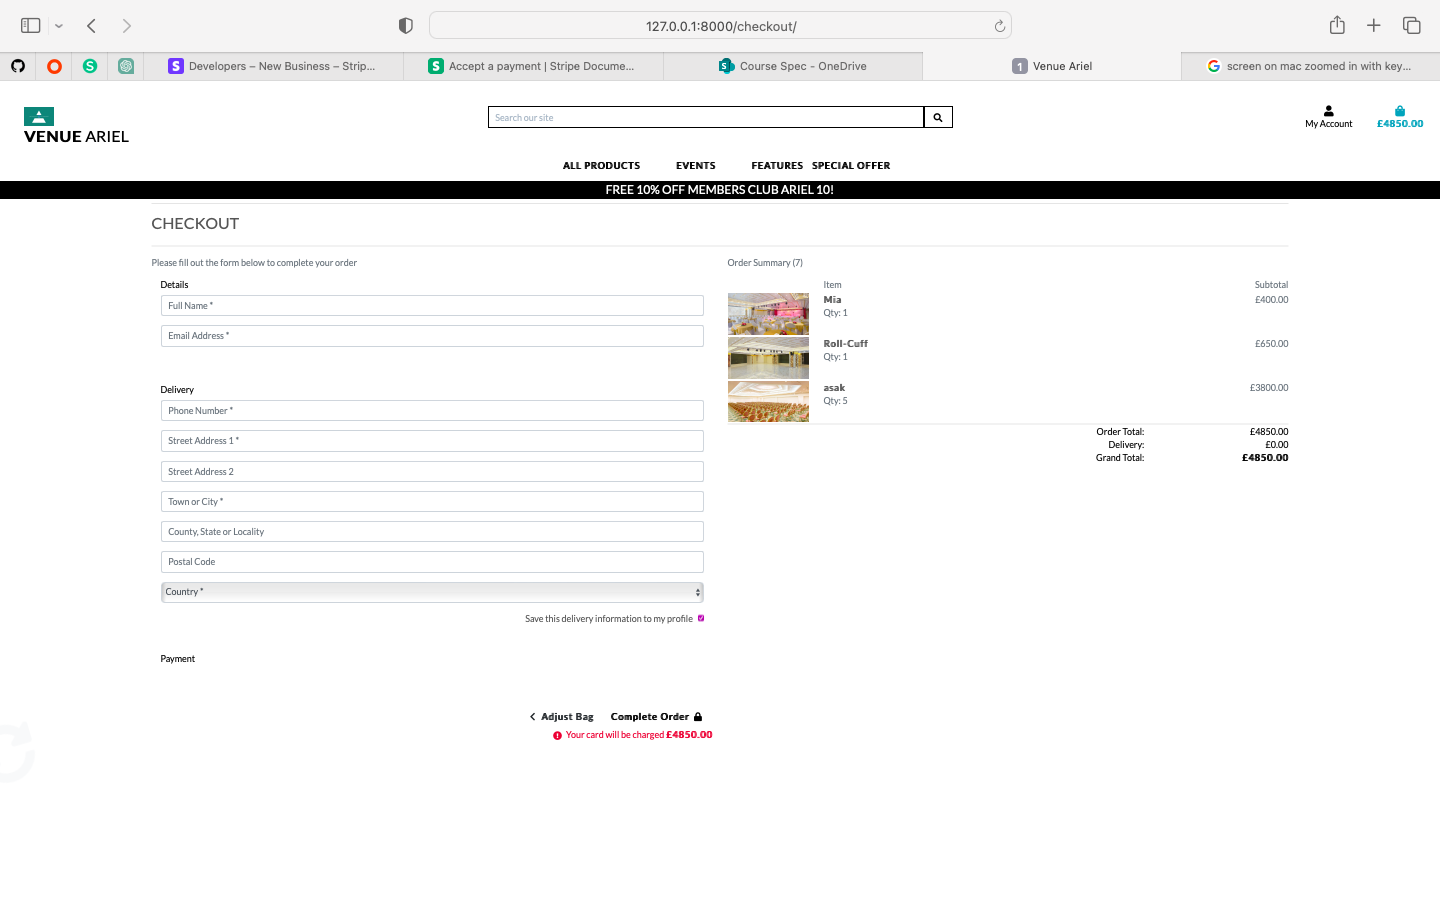 127.0.0.1:8000/checkout/
Developers – New Business – Strip...
Accept a payment | Stripe Docume...
Course Spec - OneDrive
1 Venue Ariel
screen on mac zoomed in with key...
VENUE ARIEL
Search our site
My Account
£4850.00
ALL PRODUCTS EVENTS FEATURES SPECIAL OFFER
FREE 10% OFF MEMBERS CLUB ARIEL 10!
CHECKOUT
Please fill out the form below to complete your order
Details
Full Name *
Email Address *
Delivery
Phone Number *
Street Address 1 *
Street Address 2
Town or City *
County, State or Locality
Postal Code
Country *
Save this delivery information to my profile
Payment
Adjust Bag Complete Order
Your card will be charged £4850.00
Order Summary (7)
Item Subtotal
Mia £400.00
Qty: 1
Roll-Cuff £650.00
Qty: 1
asak £3800.00
Qty: 5
Order Total: £4850.00
Delivery: £0.00
Grand Total: £4850.00